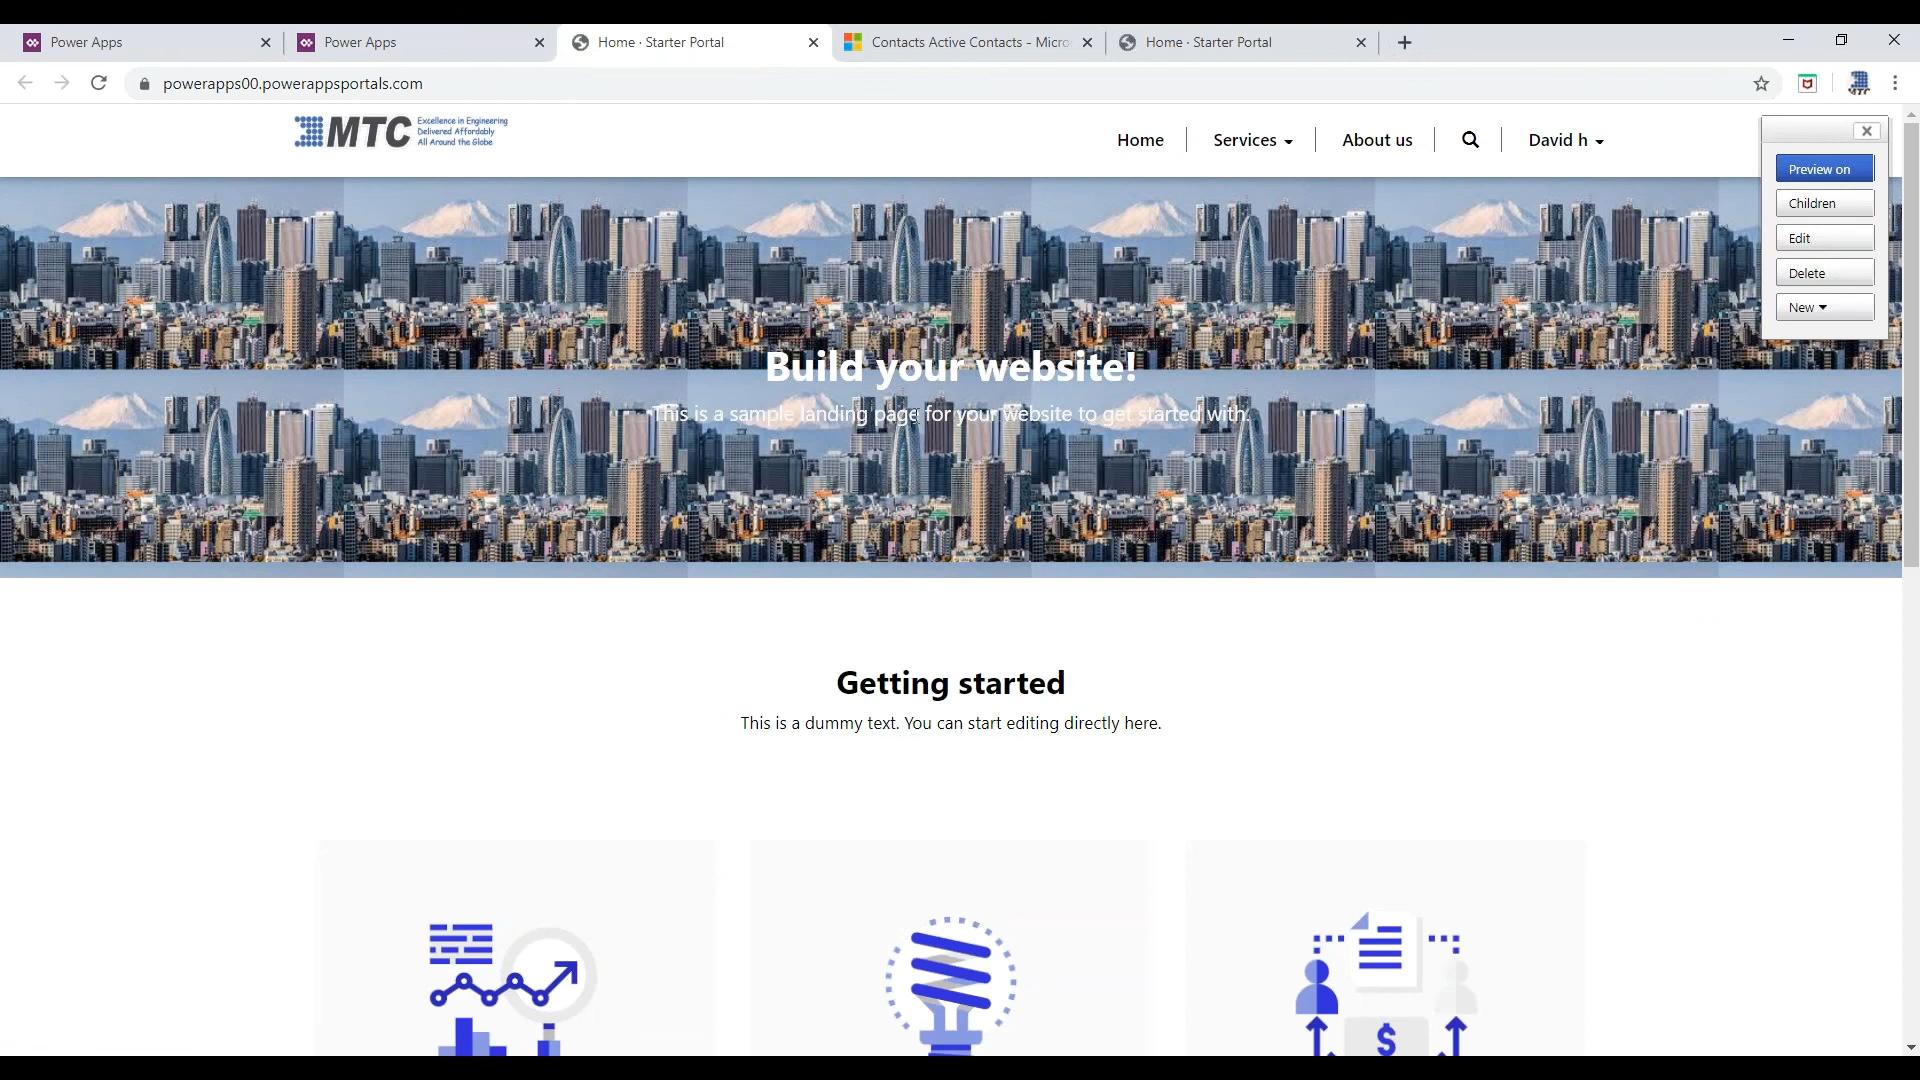 Power Apps
Power Apps
Home · Starter Portal
Contacts Active Contacts - Micro
Home · Starter Portal
powerapps00.powerappsportals.com
MTC
Excellence in Engineering
Delivered Affordably
All Around the Globe
Home
Services
About us
David h
Preview on
Children
Edit
Delete
New
Build your website!
This is a sample landing page for your website to get started with.
Getting started
This is a dummy text. You can start editing directly here.
$